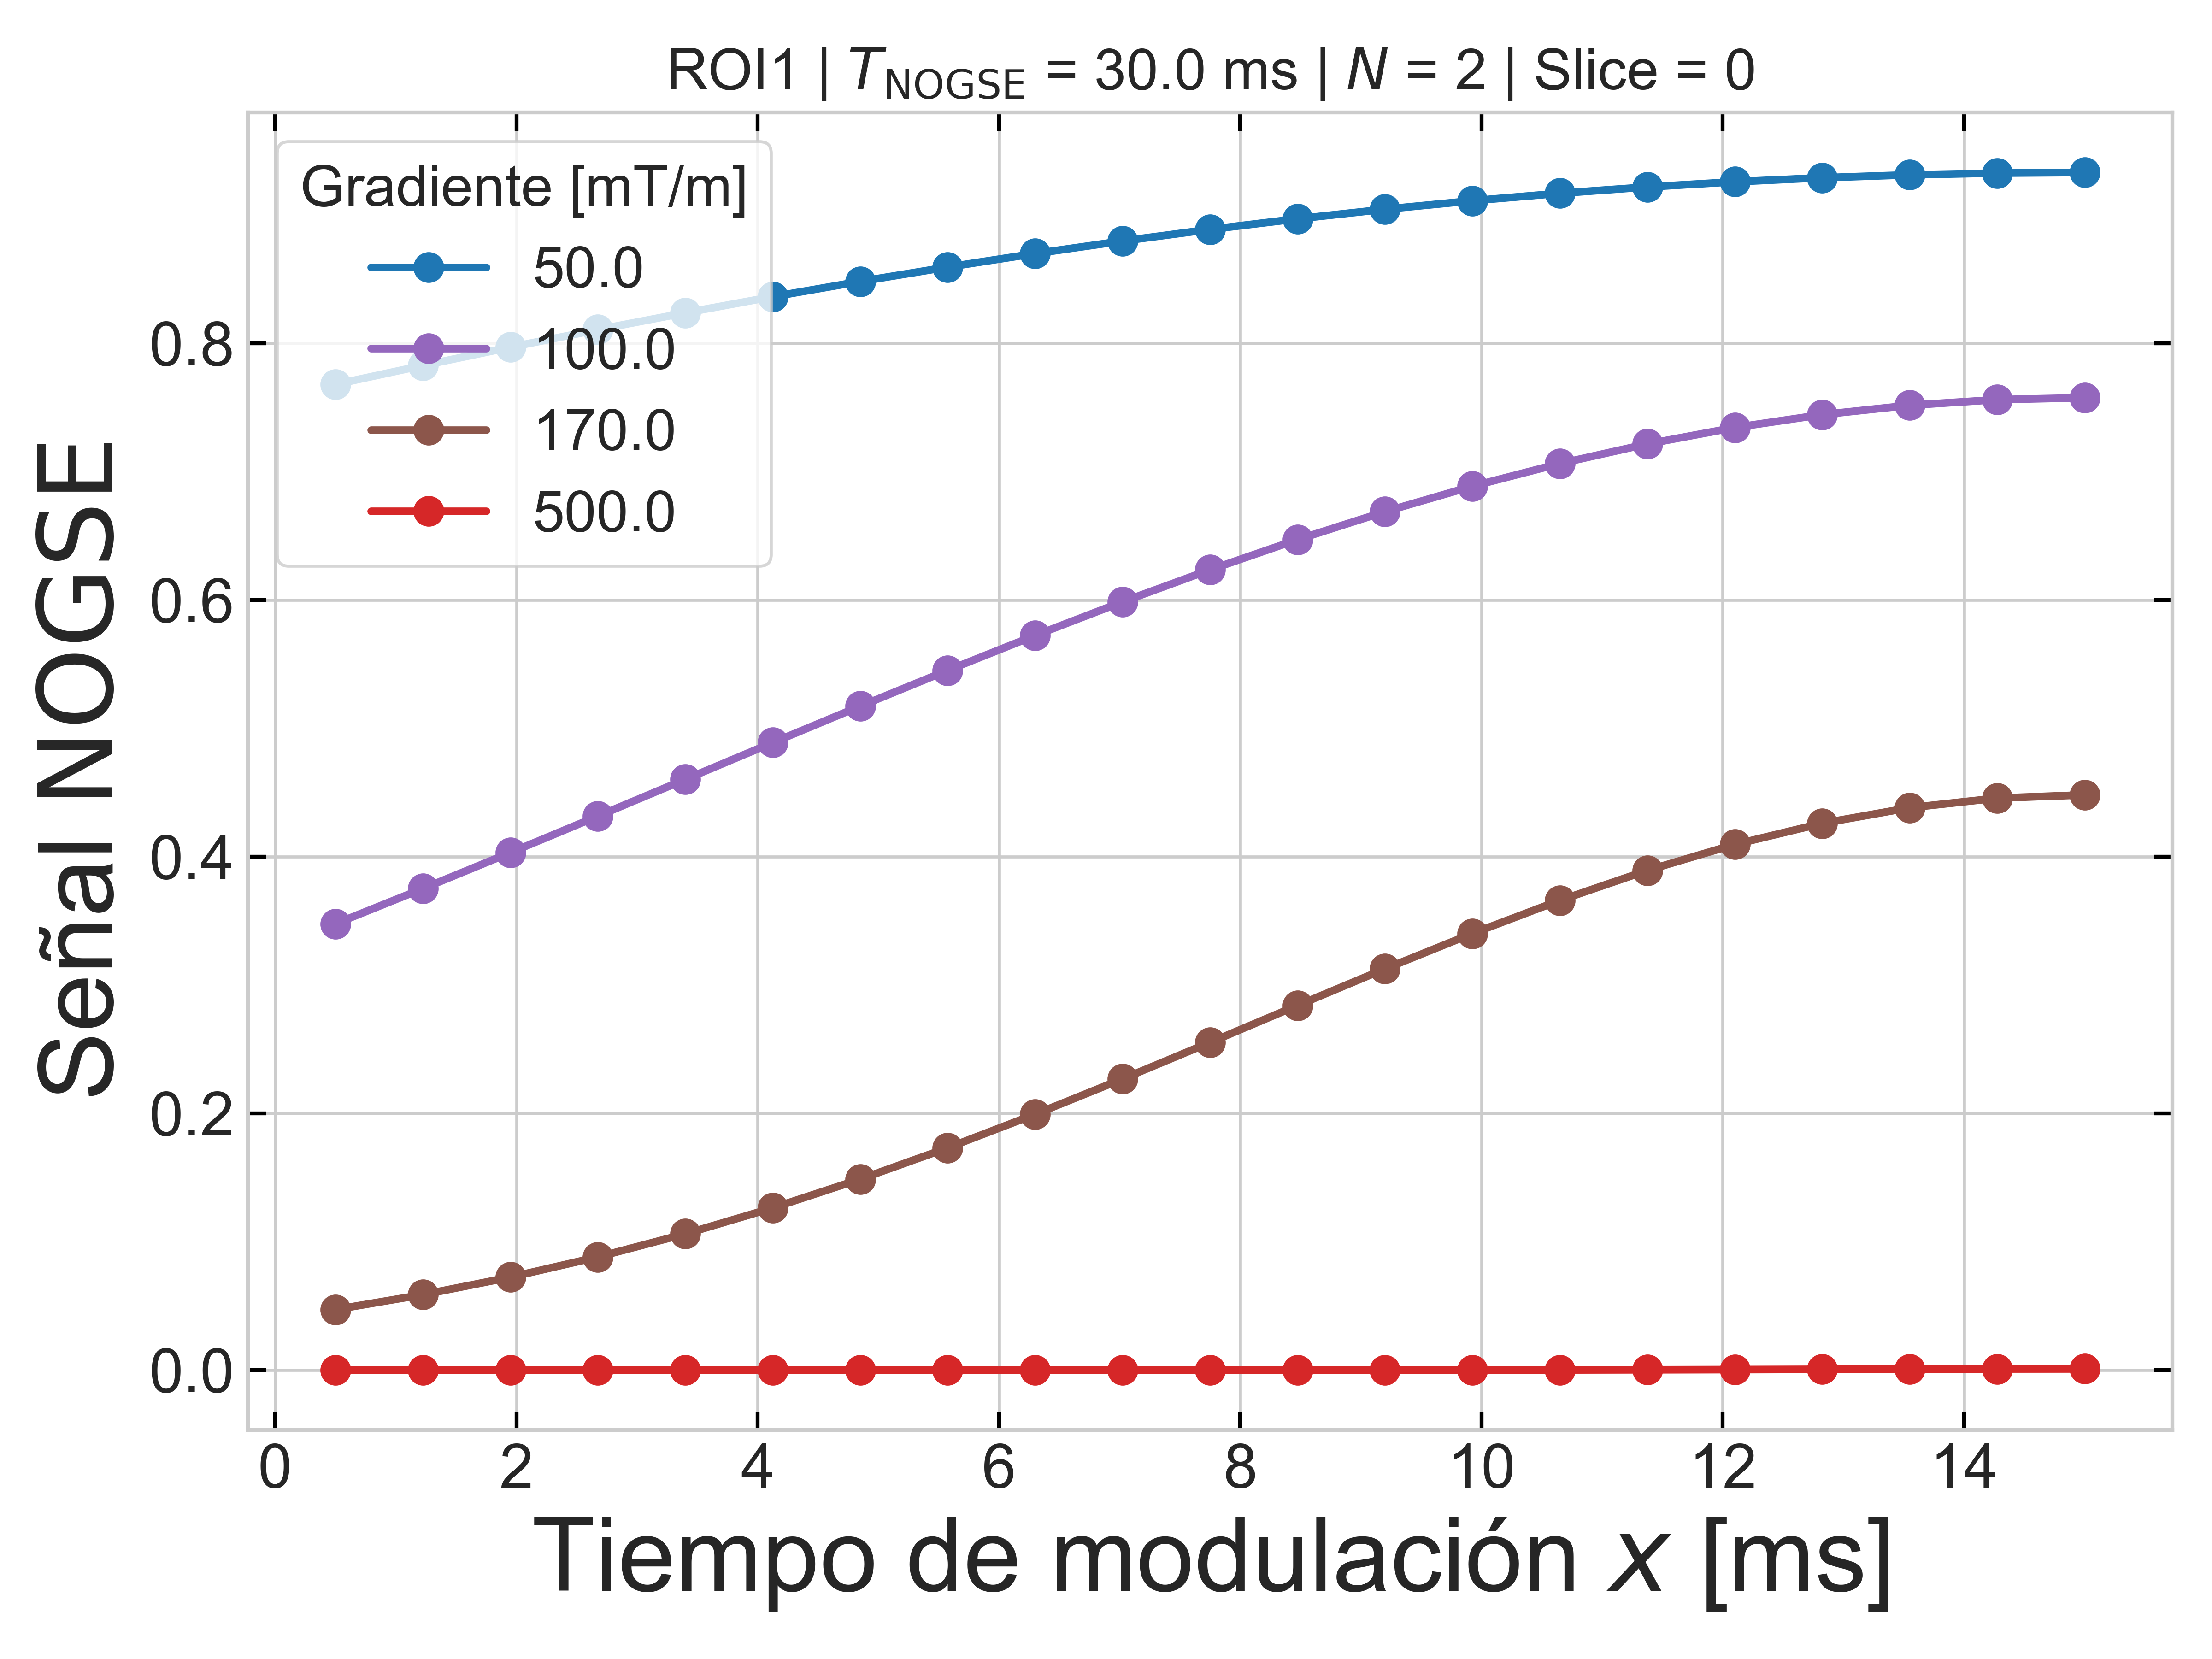 ROI1 | T_NOGSE = 30.0 ms | N = 2 | Slice = 0
Gradiente [mT/m]
50.0
100.0
170.0
500.0
Señal NOGSE
0.8
0.6
0.4
0.2
0.0
0 2 4 6 8 10 12 14
Tiempo de modulación x [ms]